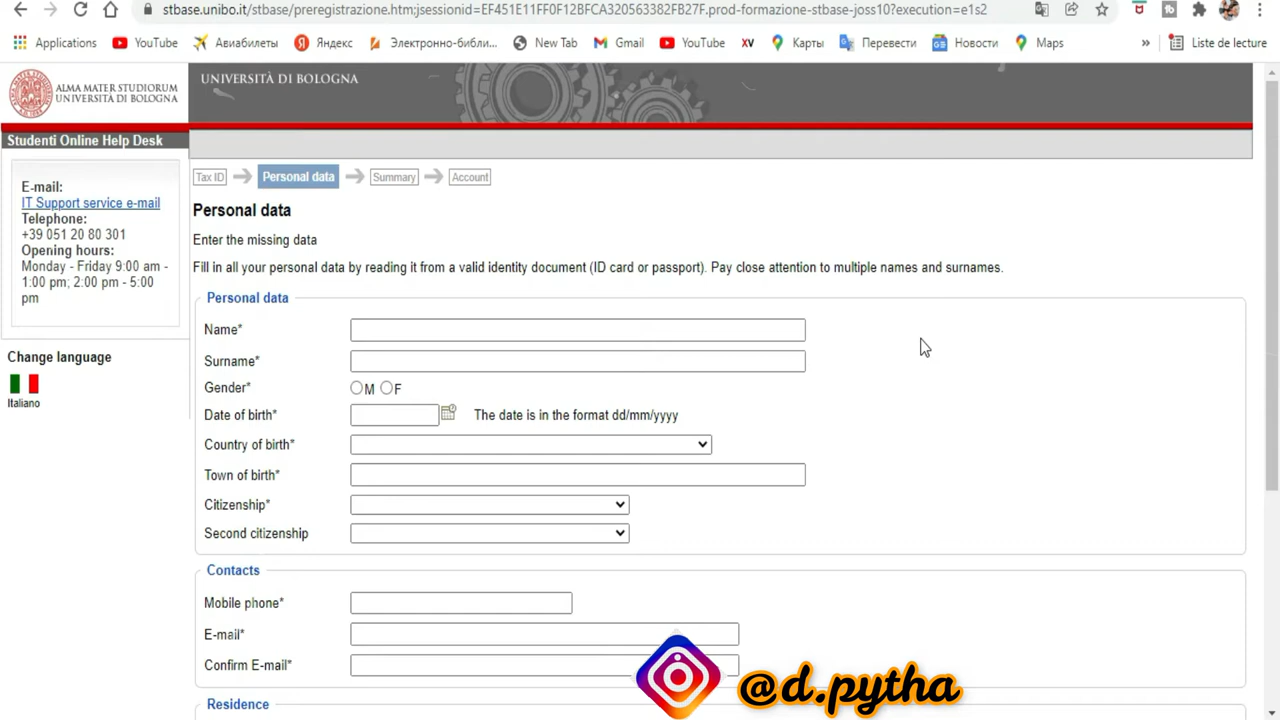 stbase.unibo.it/stbase/preregistrazione.htm;jsessionid=EF451E11FF0F12BFCA320563382FB27F.prod-formazione-stbase-joss10?execution=e1s2
Applications YouTube Авиабилеты Яндекс Электронно-библи... New Tab Gmail YouTube XV Карты Перевести Новости Maps » Liste de lecture
ALMA MATER STUDIORUM
UNIVERSITÀ DI BOLOGNA
UNIVERSITÀ DI BOLOGNA
Studenti Online Help Desk
E-mail:
IT Support service e-mail
Telephone:
+39 051 20 80 301
Opening hours:
Monday - Friday 9:00 am -
1:00 pm; 2:00 pm - 5:00
pm
Change language
Italiano
Tax ID Personal data Summary Account
Personal data
Enter the missing data
Fill in all your personal data by reading it from a valid identity document (ID card or passport). Pay close attention to multiple names and surnames.
Personal data
Name*
Surname*
Gender* M F
Date of birth* The date is in the format dd/mm/yyyy
Country of birth*
Town of birth*
Citizenship*
Second citizenship
Contacts
Mobile phone*
E-mail*
Confirm E-mail*
@d.pytha
Residence